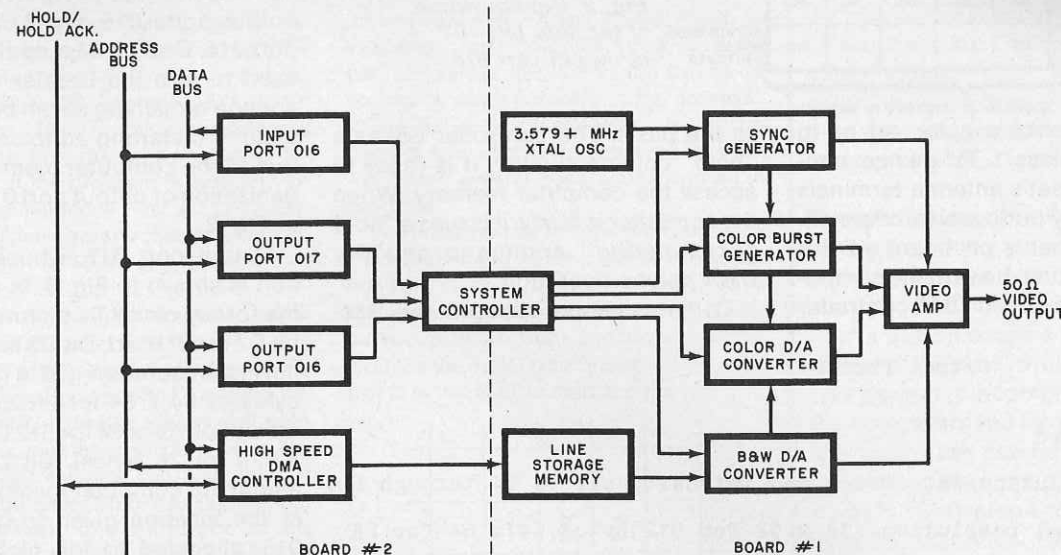 HOLD/
HOLD ACK.
ADDRESS
BUS
DATA
BUS
INPUT
PORT 016
OUTPUT
PORT 017
OUTPUT
PORT 016
HIGH SPEED
DMA
CONTROLLER
SYSTEM
CONTROLLER
3.579+ MHz
XTAL OSC
SYNC
GENERATOR
COLOR BURST
GENERATOR
COLOR D/A
CONVERTER
B&W D/A
CONVERTER
LINE
STORAGE
MEMORY
VIDEO
AMP
50Ω
VIDEO
OUTPUT
BOARD #2
BOARD #1